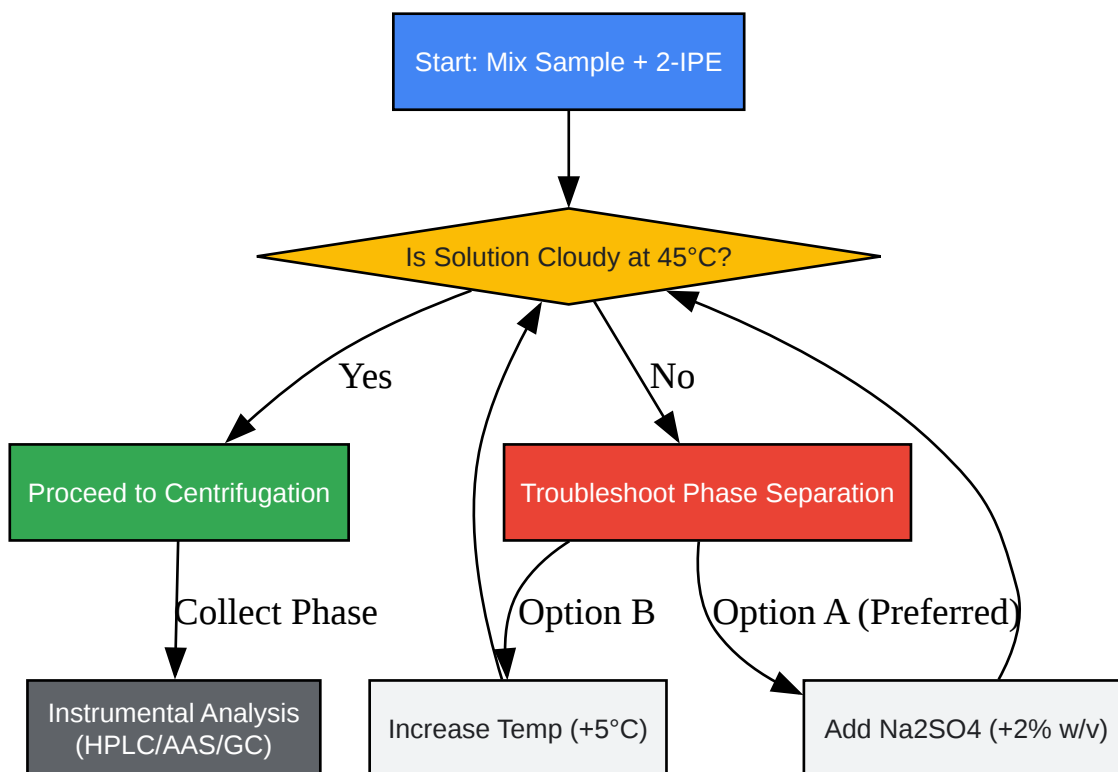 Start: Mix Sample + 2-IPE
Is Solution Cloudy at 45°C?
Yes
No
Proceed to Centrifugation
Troubleshoot Phase Separation
Collect Phase
Option B
Option A (Preferred)
Instrumental Analysis
(HPLC/AAS/GC)
Increase Temp (+5°C)
Add Na2SO4 (+2% w/v)